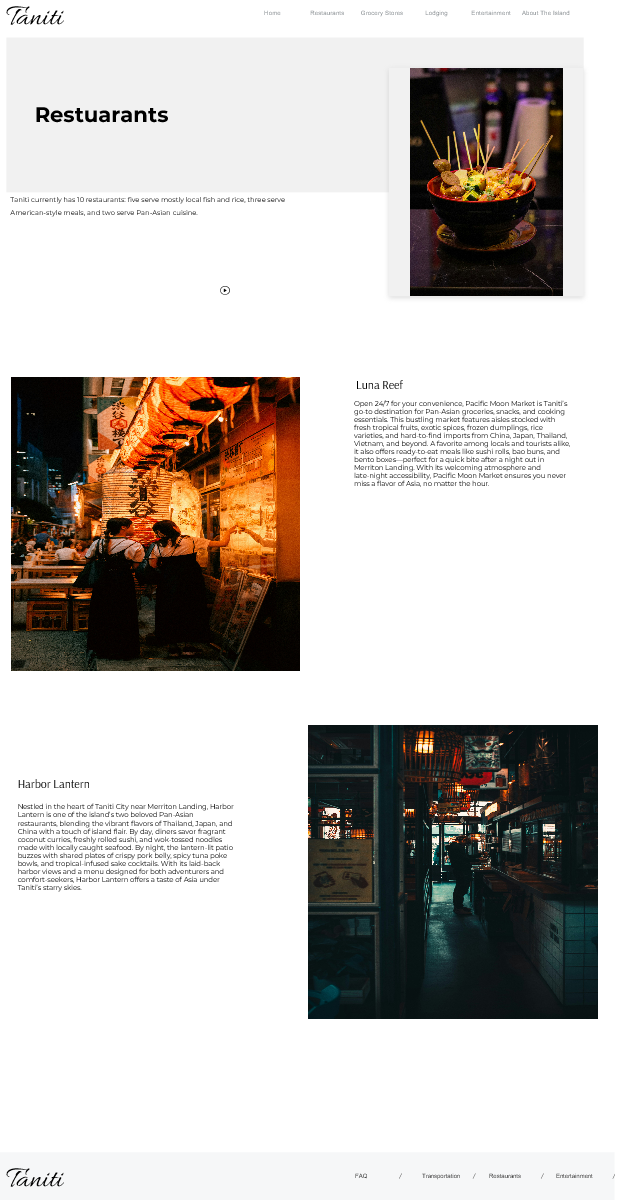 Taniti
Home Restaurants Grocery Stores Lodging Entertainment About The Island
Restuarants
Taniti currently has 10 restaurants: five serve mostly local fish and rice, three serve
American-style meals, and two serve Pan-Asian cuisine.
Luna Reef
Open 24/7 for your convenience, Pacific Moon Market is Taniti's
go-to destination for Pan-Asian groceries, snacks, and cooking
essentials. This bustling market features aisles stocked with
fresh tropical fruits, exotic spices, frozen dumplings, rice
varieties, and hard-to-find imports from China, Japan, Thailand,
Vietnam, and beyond. A favorite among locals and tourists alike,
it also offers ready-to-eat meals like sushi rolls, bao buns, and
bento boxes—perfect for a quick bite after a night out in
Merriton Landing. With its welcoming atmosphere and
late-night accessibility, Pacific Moon Market ensures you never
miss a flavor of Asia, no matter the hour.
Harbor Lantern
Nestled in the heart of Taniti City near Merriton Landing, Harbor
Lantern is one of the island's two beloved Pan-Asian
restaurants, blending the vibrant flavors of Thailand, Japan, and
China with a touch of island flair. By day, diners savor fragrant
coconut curries, freshly rolled sushi, and wok-tossed noodles
made with locally caught seafood. By night, the lantern-lit patio
buzzes with shared plates of crispy pork belly, spicy tuna poke
bowls, and tropical-infused sake cocktails. With its laid-back
harbor views and a menu designed for both adventurers and
comfort-seekers, Harbor Lantern offers a taste of Asia under
Taniti's starry skies.
Taniti
FAQ / Transportation / Restaurants / Entertainment /